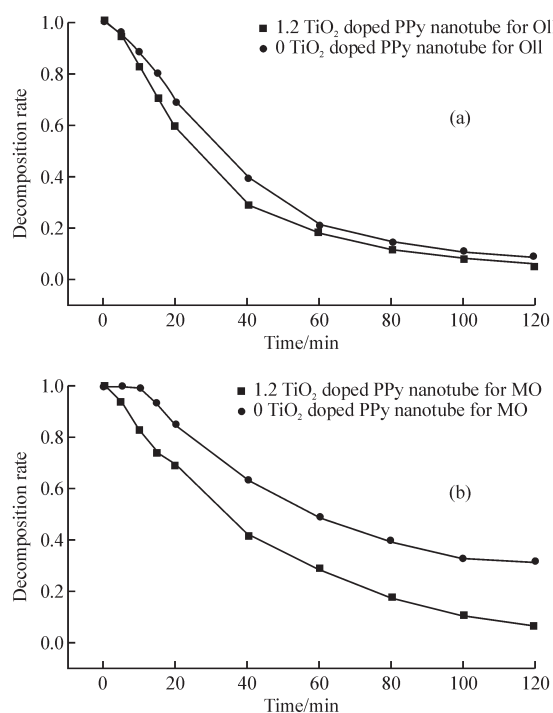 1.2 TiO₂ doped PPy nanotube for OI
0 TiO₂ doped PPy nanotube for OII
(a)
Decomposition rate
1.0
0.8
0.6
0.4
0.2
0.0
0 20 40 60 80 100 120
Time/min
1.2 TiO₂ doped PPy nanotube for MO
0 TiO₂ doped PPy nanotube for MO
(b)
Decomposition rate
1.0
0.8
0.6
0.4
0.2
0.0
0 20 40 60 80 100 120
Time/min